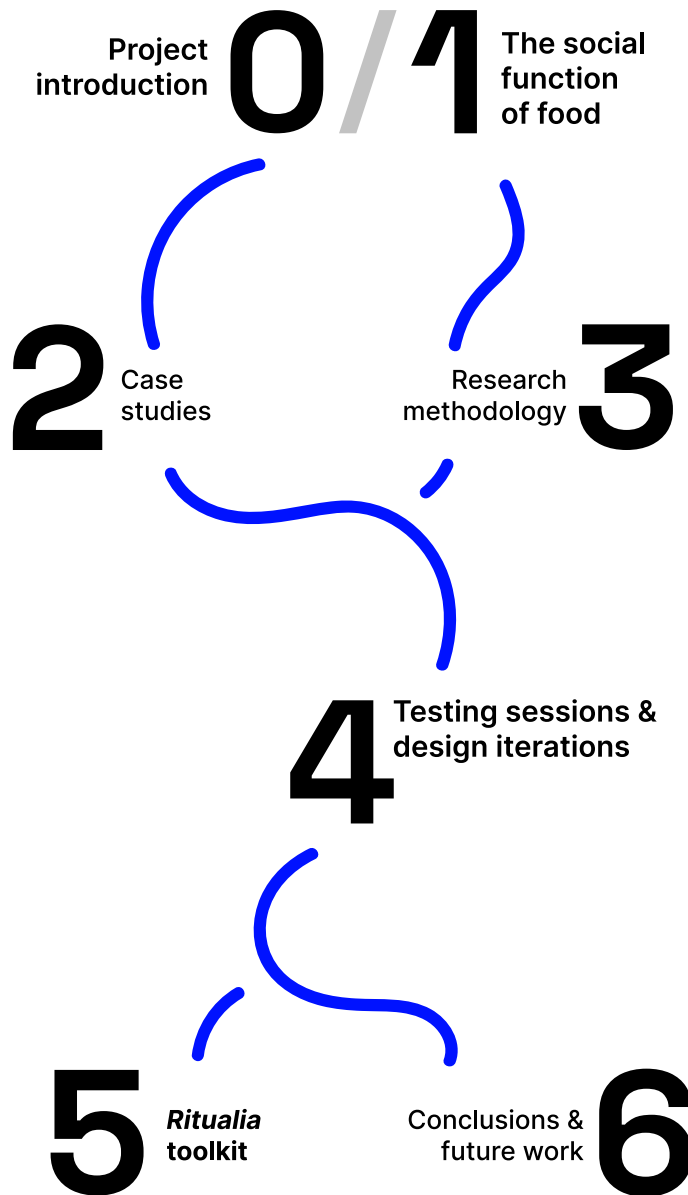 Project
introduction
0/1
The social
function
of food
2
Case
studies
Research
methodology
3
4
Testing sessions &
design iterations
5
Ritualia
toolkit
Conclusions &
future work
6